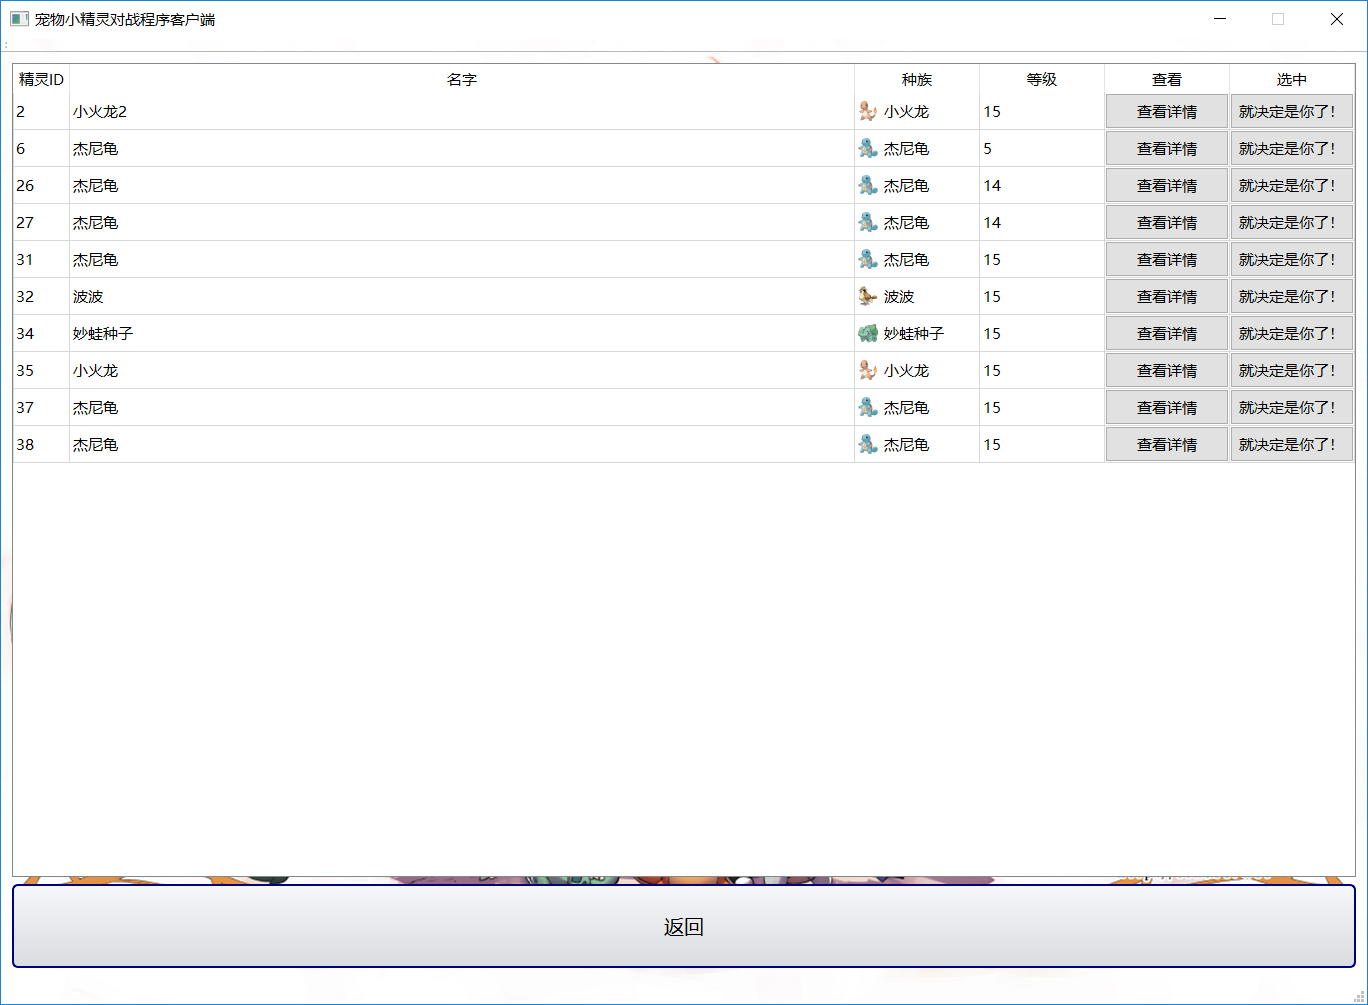 宠物小精灵对战程序客户端
精灵ID 名字 种族 等级 查看 选中
2 小火龙2 小火龙 15 查看详情 就决定是你了！
6 杰尼龟 杰尼龟 5 查看详情 就决定是你了！
26 杰尼龟 杰尼龟 14 查看详情 就决定是你了！
27 杰尼龟 杰尼龟 14 查看详情 就决定是你了！
31 杰尼龟 杰尼龟 15 查看详情 就决定是你了！
32 波波 波波 15 查看详情 就决定是你了！
34 妙蛙种子 妙蛙种子 15 查看详情 就决定是你了！
35 小火龙 小火龙 15 查看详情 就决定是你了！
37 杰尼龟 杰尼龟 15 查看详情 就决定是你了！
38 杰尼龟 杰尼龟 15 查看详情 就决定是你了！
返回